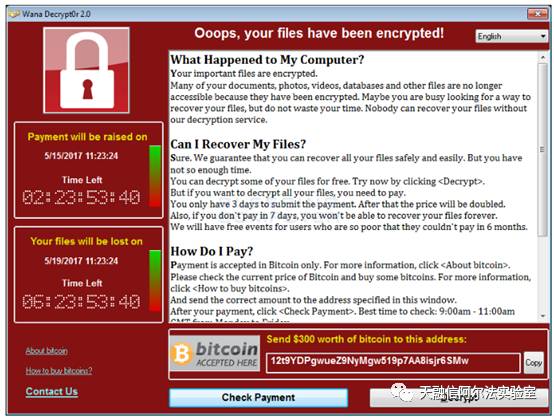 Wana Decrypt0r 2.0
Ooops, your files have been encrypted!
English
What Happened to My Computer?
Your important files are encrypted.
Many of your documents, photos, videos, databases and other files are no longer
accessible because they have been encrypted. Maybe you are busy looking for a way to
recover your files, but do not waste your time. Nobody can recover your files without
our decryption service.
Can I Recover My Files?
Sure. We guarantee that you can recover all your files safely and easily. But you have
not so enough time.
You can decrypt some of your files for free. Try now by clicking <Decrypt>.
But if you want to decrypt all your files, you need to pay.
You only have 3 days to submit the payment. After that the price will be doubled.
Also, if you don't pay in 7 days, you won't be able to recover your files forever.
We will have free events for users who are so poor that they couldn't pay in 6 months.
How Do I Pay?
Payment is accepted in Bitcoin only. For more information, click <About bitcoin>.
Please check the current price of Bitcoin and buy some bitcoins. For more information,
click <How to buy bitcoins>.
And send the correct amount to the address specified in this window.
After your payment, click <Check Payment>. Best time to check: 9:00am - 11:00am
GMT from Monday to Friday.
Payment will be raised on
5/15/2017 11:23:24
Time Left
02:23:53:40
Your files will be lost on
5/19/2017 11:23:24
Time Left
06:23:53:40
About bitcoin
How to buy bitcoins?
Contact Us
bitcoin
ACCEPTED HERE
Send $300 worth of bitcoin to this address:
12t9YDPgwueZ9NyMgw519p7AA8isjr6SMw
Copy
Check Payment
天融信阿尔法实验室